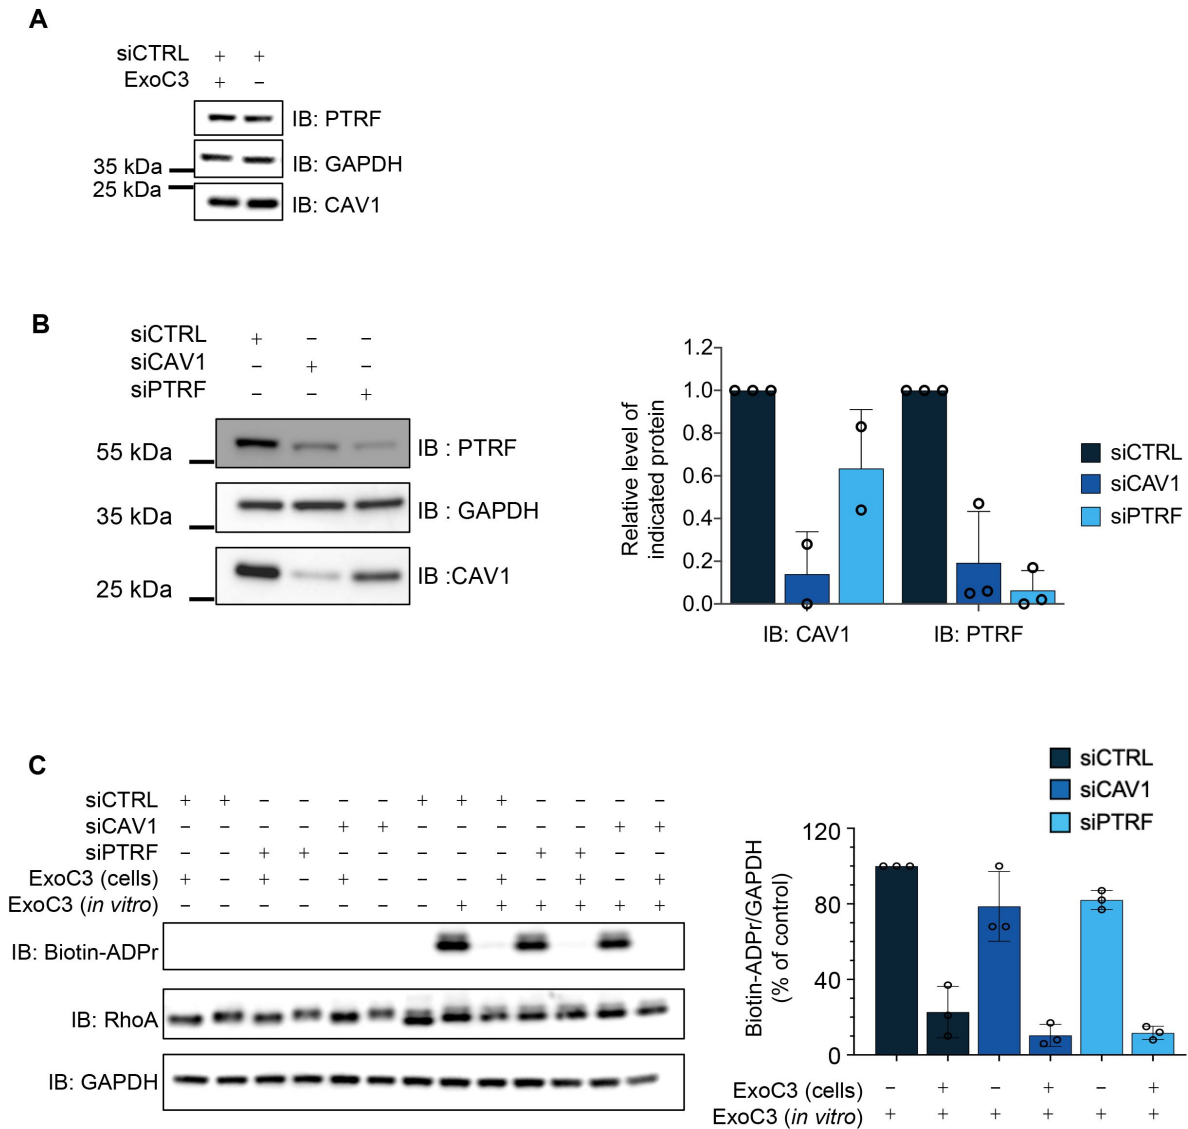 A
siCTRL + +
ExoC3 + –
IB: PTRF
35 kDa IB: GAPDH
25 kDa IB: CAV1
B
siCTRL + – –
siCAV1 – + –
siPTRF – – +
55 kDa IB : PTRF
35 kDa IB : GAPDH
25 kDa IB :CAV1
Relative level of
indicated protein
1.2
1.0
0.8
0.6
0.4
0.2
0.0
IB: CAV1 IB: PTRF
siCTRL
siCAV1
siPTRF
C
siCTRL + + – – – – + + + – – – –
siCAV1 – – – – + + – – – – – + +
siPTRF – – + + – – – – – + + – –
ExoC3 (cells) + – + – + – – – + – + – +
ExoC3 (in vitro) – – – – – – – + + + + + +
IB: Biotin-ADPr
IB: RhoA
IB: GAPDH
siCTRL
siCAV1
siPTRF
Biotin-ADPr/GAPDH
(% of control)
120
80
40
0
ExoC3 (cells) – + – + – +
ExoC3 (in vitro) + + + + + +